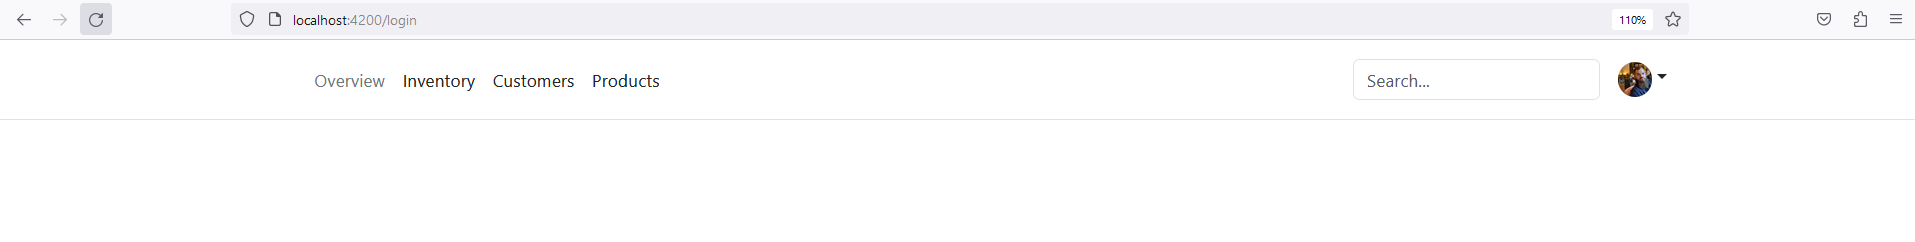 localhost:4200/login
110%
Overview Inventory Customers Products Search...